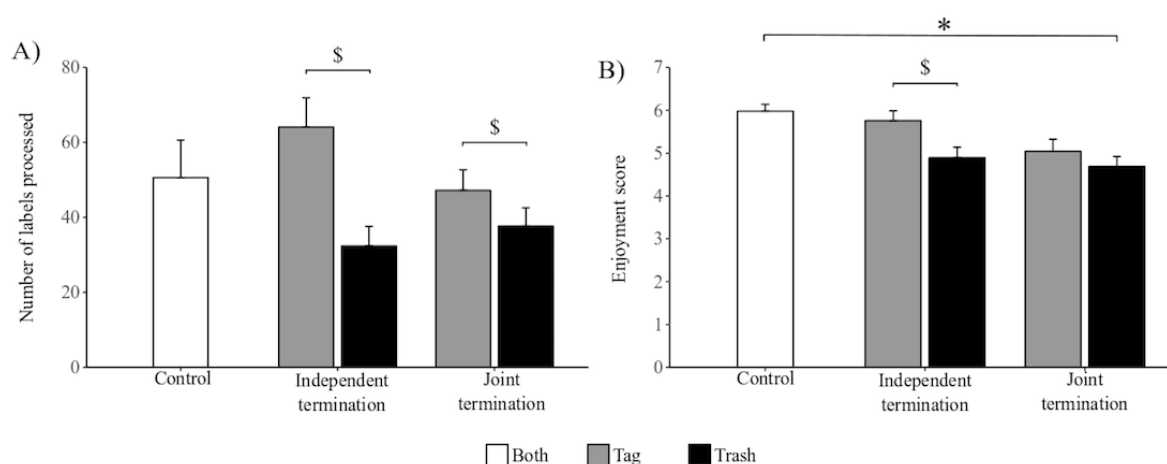 A)
Number of labels processed
80
60
40
20
0
$
$
Control
Independent
termination
Joint
termination
B)
Enjoyment score
7
6
5
4
3
2
1
0
*
$
Control
Independent
termination
Joint
termination
Both
Tag
Trash